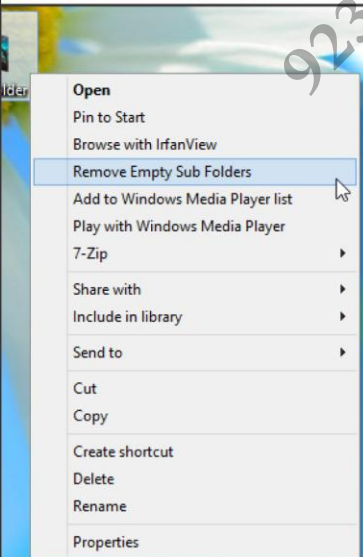 lder
Open
Pin to Start
Browse with IrfanView
Remove Empty Sub Folders
Add to Windows Media Player list
Play with Windows Media Player
7-Zip
Share with
Include in library
Send to
Cut
Copy
Create shortcut
Delete
Rename
Properties
923